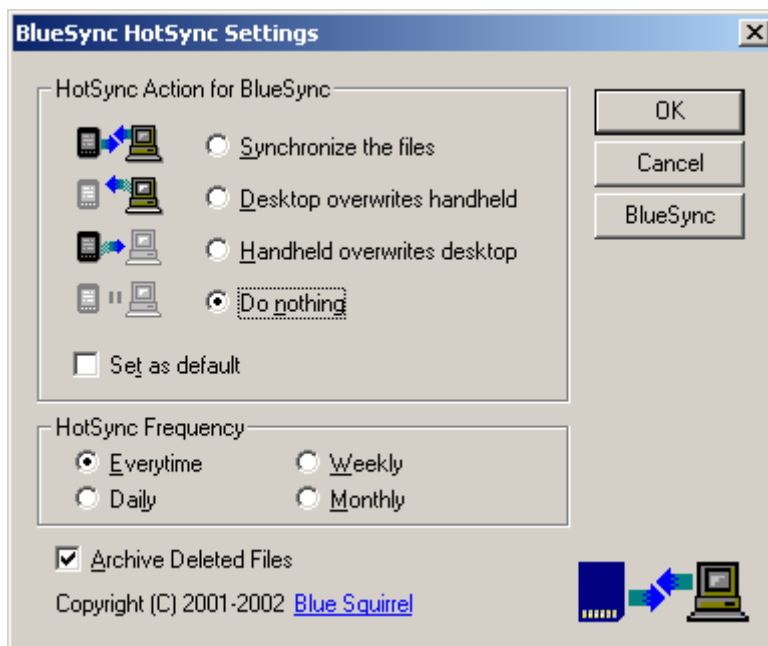 BlueSync HotSync Settings
HotSync Action for BlueSync
Synchronize the files
Desktop overwrites handheld
Handheld overwrites desktop
Do nothing
Set as default
OK
Cancel
BlueSync
HotSync Frequency
Everytime
Weekly
Daily
Monthly
Archive Deleted Files
Copyright (C) 2001-2002 Blue Squirrel